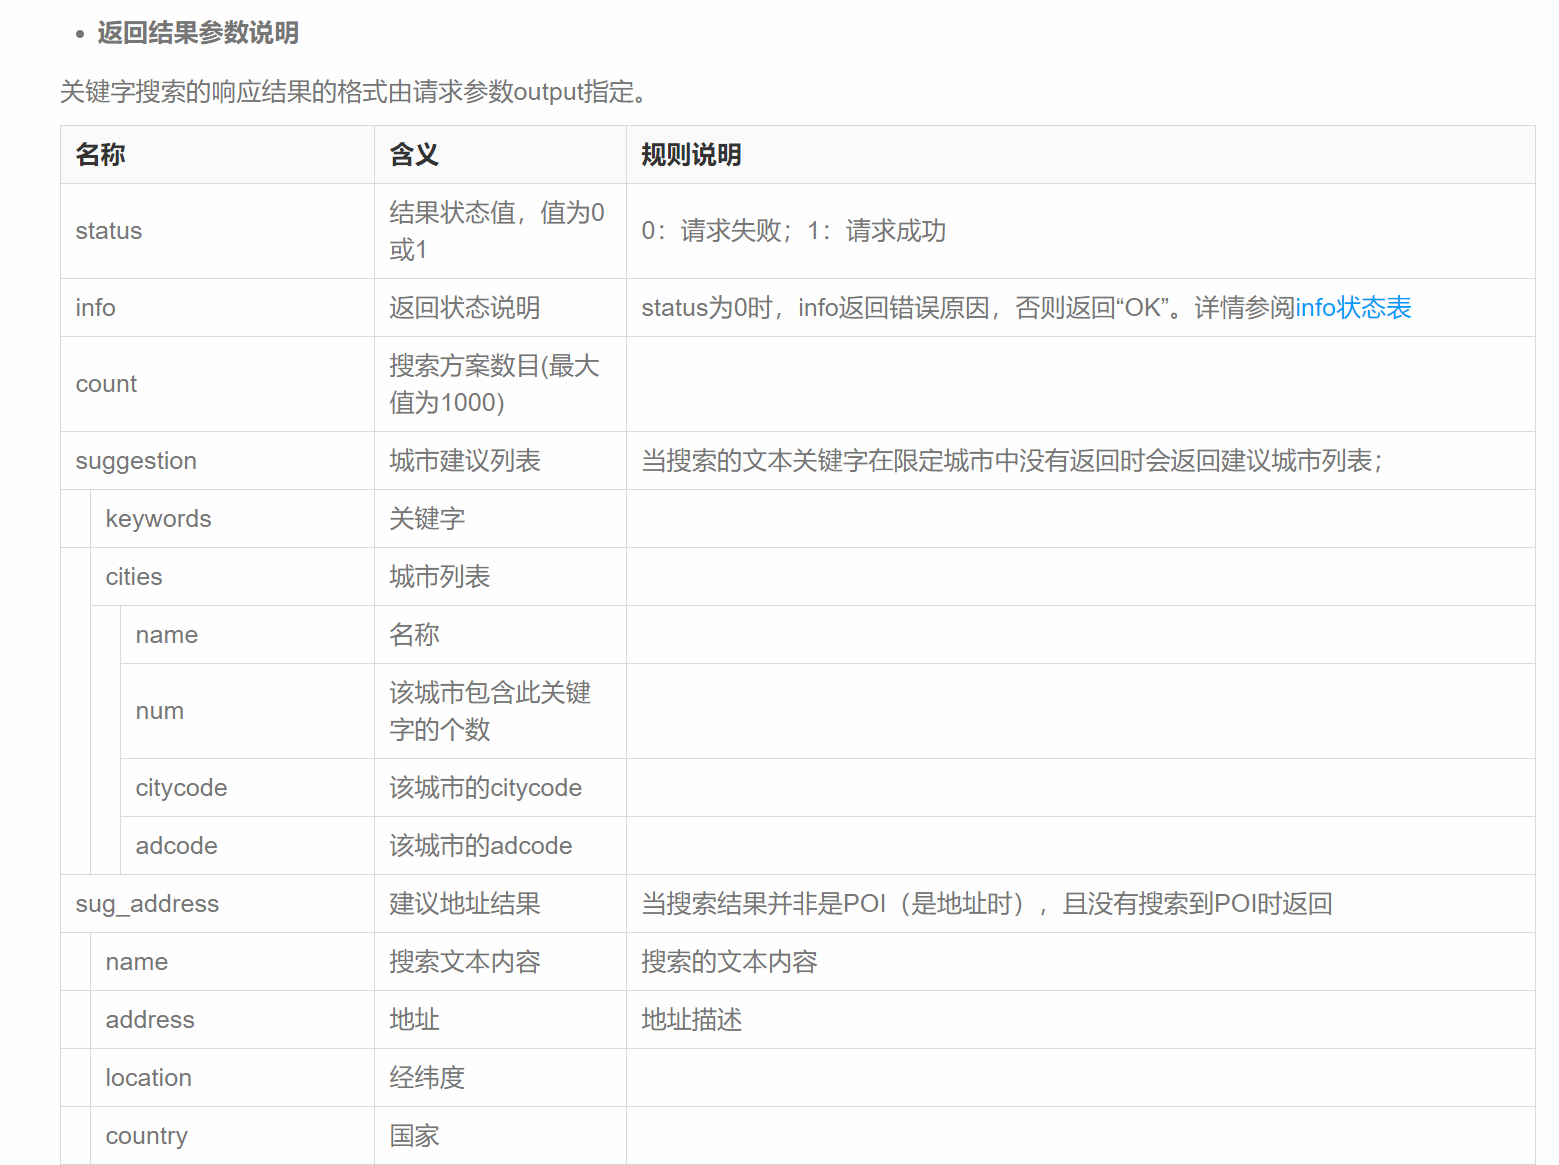 返回结果参数说明
关键字搜索的响应结果的格式由请求参数output指定。
名称 含义 规则说明
status 结果状态值，值为0或1 0：请求失败；1：请求成功
info 返回状态说明 status为0时，info返回错误原因，否则返回“OK”。详情参阅info状态表
count 搜索方案数目(最大值为1000)
suggestion 城市建议列表 当搜索的文本关键字在限定城市中没有返回时会返回建议城市列表；
keywords 关键字
cities 城市列表
name 名称
num 该城市包含此关键字的个数
citycode 该城市的citycode
adcode 该城市的adcode
sug_address 建议地址结果 当搜索结果并非是POI（是地址时），且没有搜索到POI时返回
name 搜索文本内容 搜索的文本内容
address 地址 地址描述
location 经纬度
country 国家